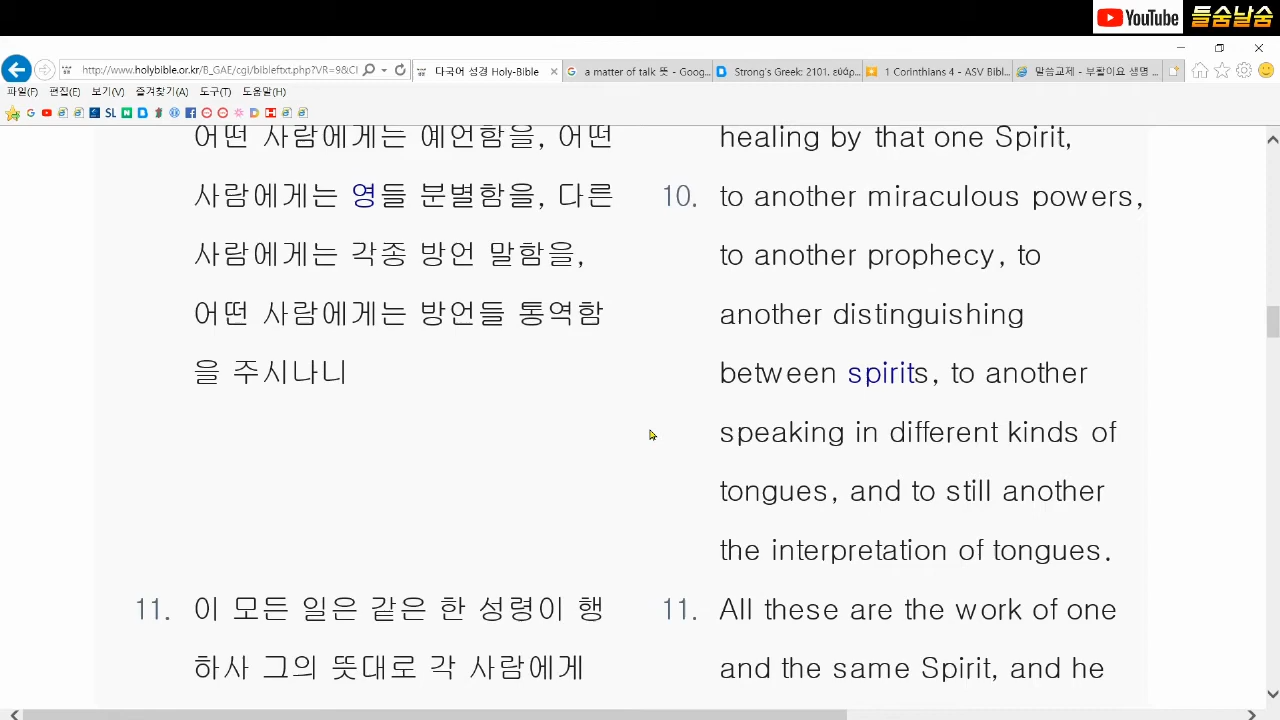 YouTube 들숨날숨
http://www.holybible.or.kr/B_GAE/cgi/bibleftxt.php?VR=9&CI
다국어 성경 Holy-Bible
a matter of talk 뜻 - Goog...
Strong's Greek: 2101. εὐάρ...
1 Corinthians 4 - ASV Bibl...
말씀교제 - 부활이요 생명 ...
파일(F) 편집(E) 보기(V) 즐겨찾기(A) 도구(T) 도움말(H)
어떤 사람에게는 예언함을, 어떤
사람에게는 영들 분별함을, 다른
사람에게는 각종 방언 말함을,
어떤 사람에게는 방언들 통역함
을 주시나니
11. 이 모든 일은 같은 한 성령이 행
하사 그의 뜻대로 각 사람에게
healing by that one Spirit,
10. to another miraculous powers,
to another prophecy, to
another distinguishing
between spirits, to another
speaking in different kinds of
tongues, and to still another
the interpretation of tongues.
11. All these are the work of one
and the same Spirit, and he